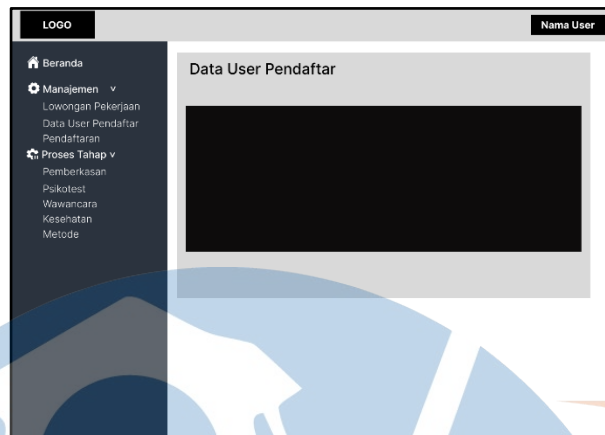 LOGO
Nama User
Beranda
Manajemen v
Lowongan Pekerjaan
Data User Pendaftar
Pendaftaran
Proses Tahap v
Pemberkasan
Psikotest
Wawancara
Kesehatan
Metode
Data User Pendaftar